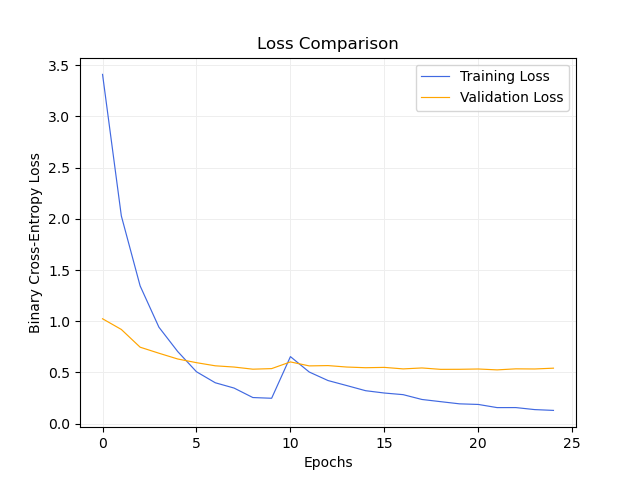 Loss Comparison
Training Loss
Validation Loss
Binary Cross-Entropy Loss
3.5
3.0
2.5
2.0
1.5
1.0
0.5
0.0
0 5 10 15 20 25
Epochs